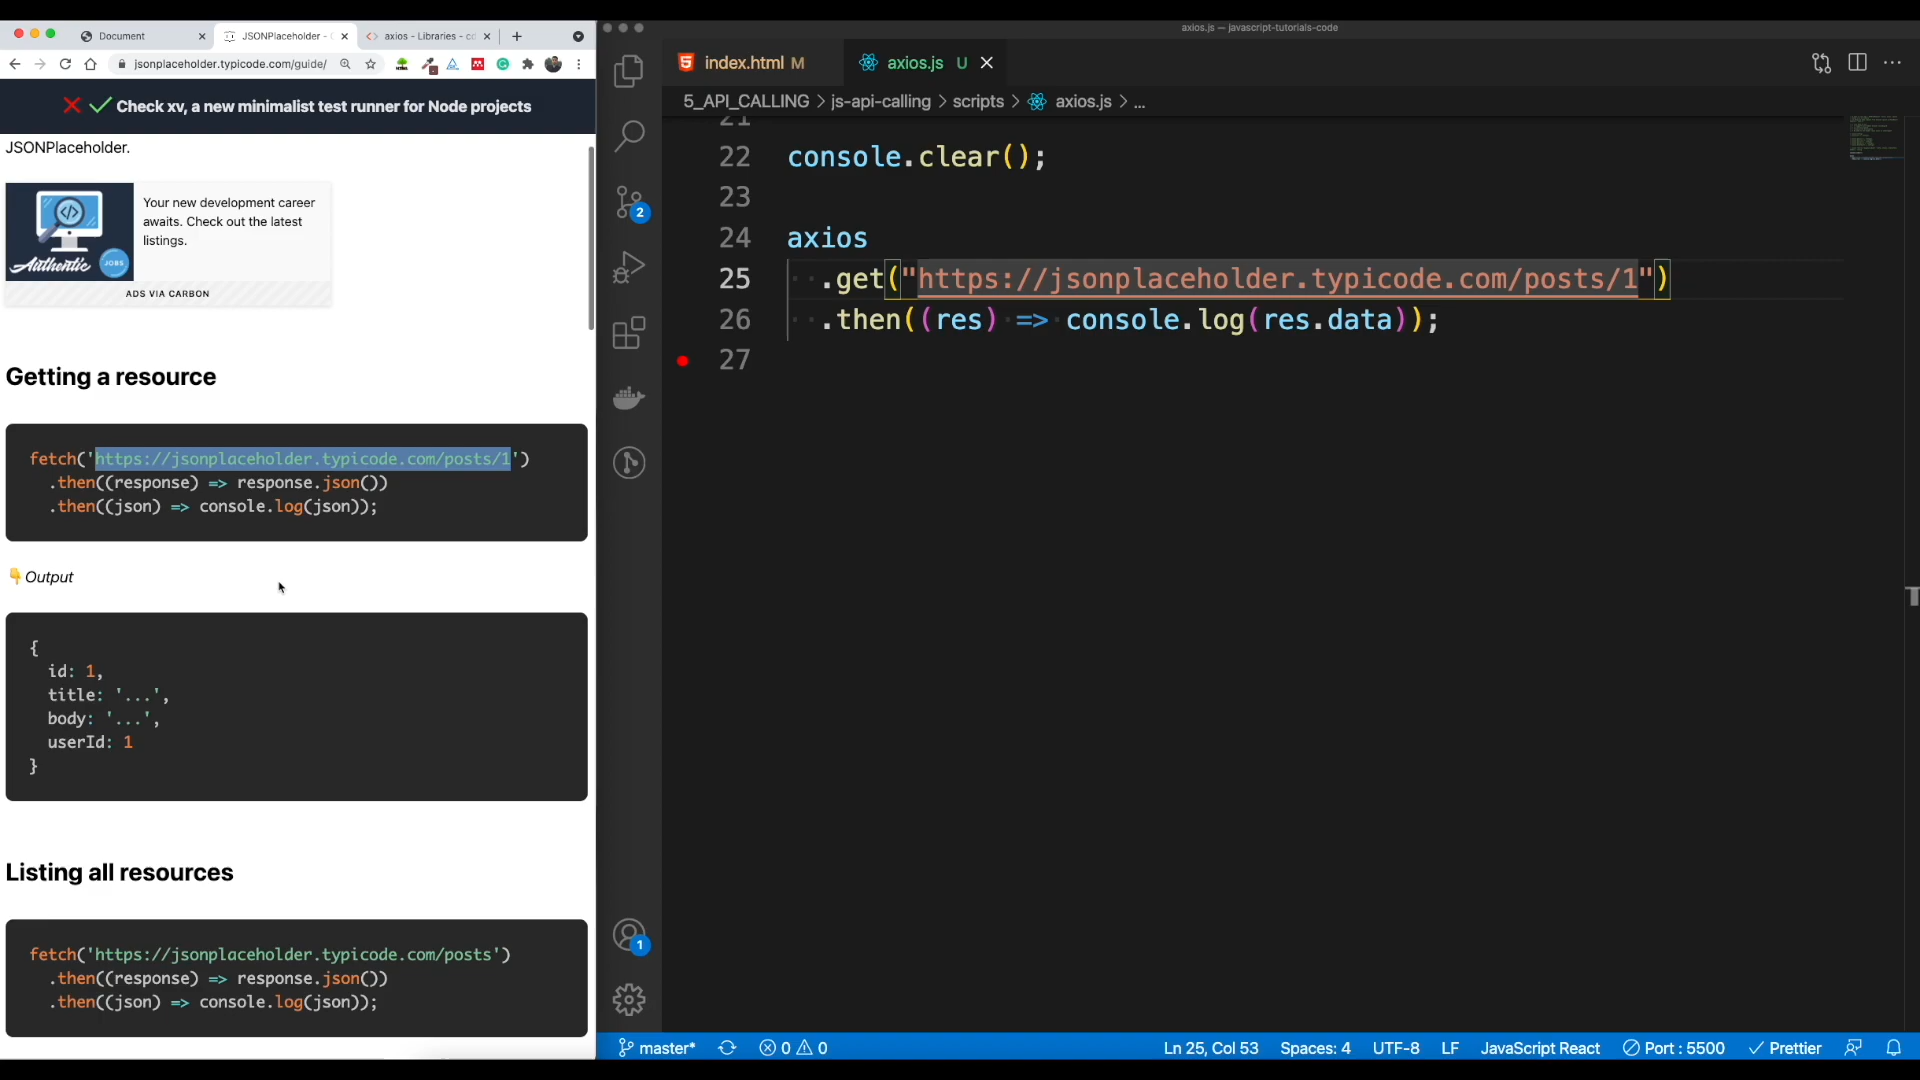 Document
JSONPlaceholder -
axios - Libraries - cd
jsonplaceholder.typicode.com/guide/
Check xv, a new minimalist test runner for Node projects
JSONPlaceholder.
Your new development career
awaits. Check out the latest
listings.
Authentic
JOBS
ADS VIA CARBON
Getting a resource
fetch('https://jsonplaceholder.typicode.com/posts/1')
.then((response) => response.json())
.then((json) => console.log(json));
👇 Output
{
id: 1,
title: '...',
body: '...',
userId: 1
}
Listing all resources
fetch('https://jsonplaceholder.typicode.com/posts')
.then((response) => response.json())
.then((json) => console.log(json));
axios.js — javascript-tutorials-code
index.html M
axios.js U
5_API_CALLING > js-api-calling > scripts > axios.js > ...
21
22 console.clear();
23
24 axios
25 .get("https://jsonplaceholder.typicode.com/posts/1")
26 .then((res) => console.log(res.data));
27
2
1
master* 0 0 Ln 25, Col 53 Spaces: 4 UTF-8 LF JavaScript React Port : 5500 Prettier